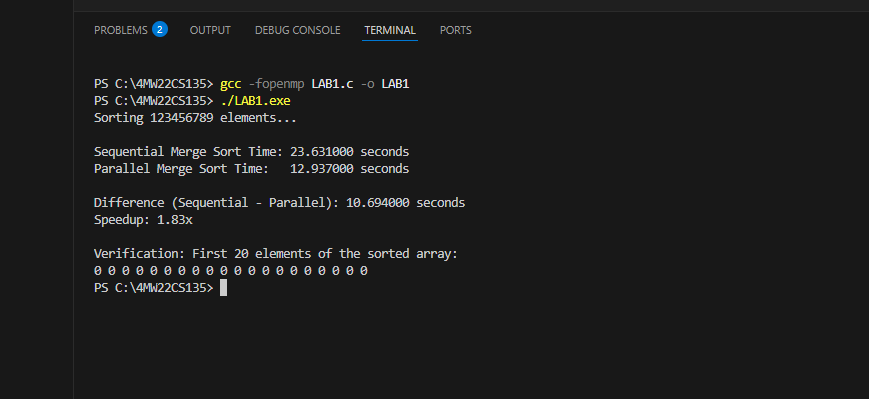 PROBLEMS 2 OUTPUT DEBUG CONSOLE TERMINAL PORTS
PS C:\4MW22CS135> gcc -fopenmp LAB1.c -o LAB1
PS C:\4MW22CS135> ./LAB1.exe
Sorting 123456789 elements...
Sequential Merge Sort Time: 23.631000 seconds
Parallel Merge Sort Time:   12.937000 seconds
Difference (Sequential - Parallel): 10.694000 seconds
Speedup: 1.83x
Verification: First 20 elements of the sorted array:
0 0 0 0 0 0 0 0 0 0 0 0 0 0 0 0 0 0 0 0
PS C:\4MW22CS135>